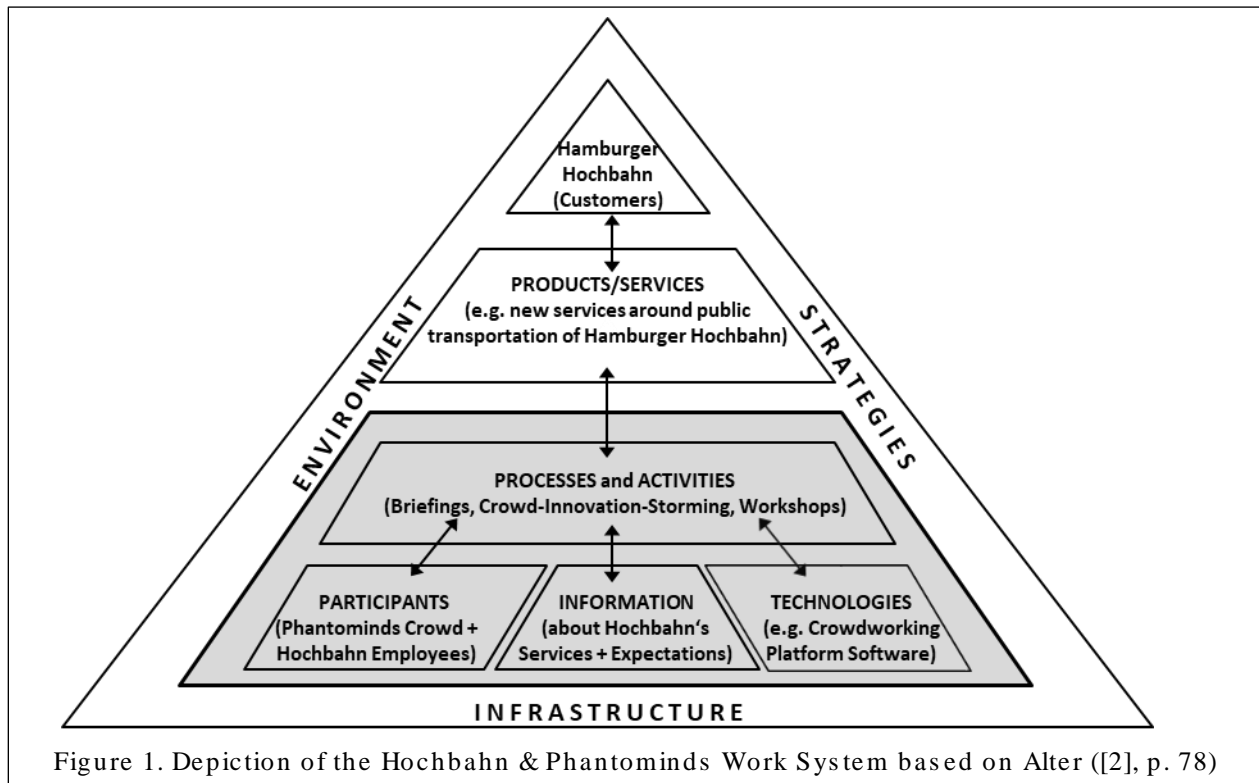 Hamburger
Hochbahn
(Customers)
PRODUCTS/SERVICES
(e.g. new services around public
transportation of Hamburger Hochbahn)
ENVIRONMENT
STRATEGIES
PROCESSES and ACTIVITIES
(Briefings, Crowd-Innovation-Storming, Workshops)
PARTICIPANTS
(Phantominds Crowd +
Hochbahn Employees)
INFORMATION
(about Hochbahn‘s
Services + Expectations)
TECHNOLOGIES
(e.g. Crowdworking
Platform Software)
INFRASTRUCTURE
Figure 1. Depiction of the Hochbahn & Phantominds Work System based on Alter ([2], p. 78)